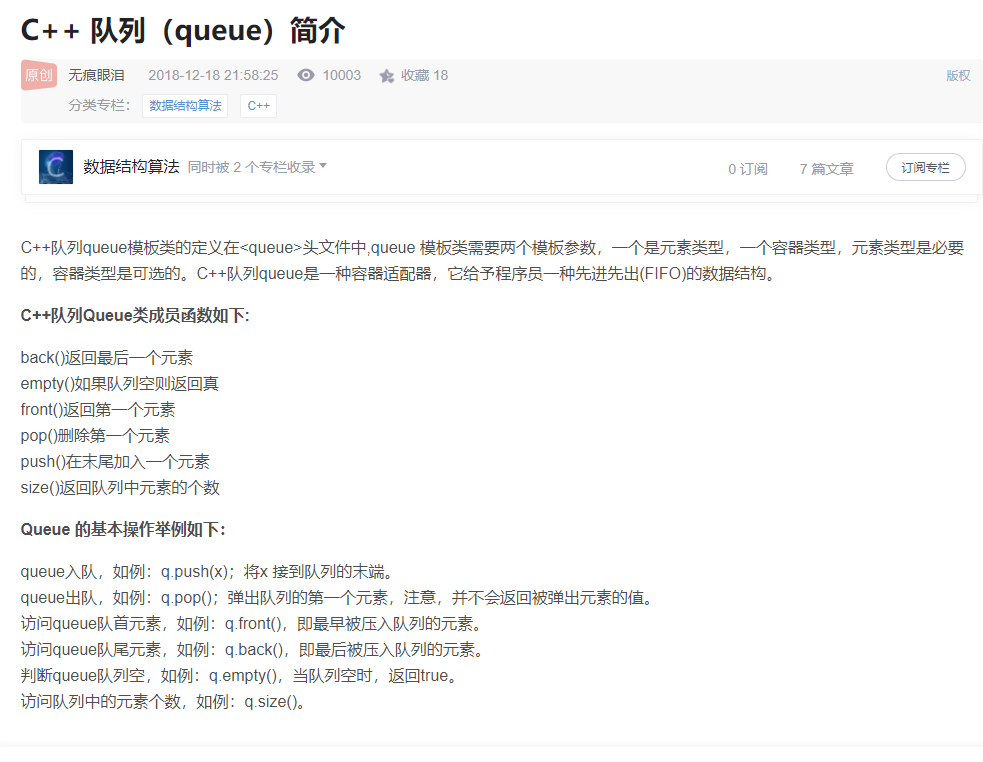 C++ 队列（queue）简介
原创 无痕眼泪 2018-12-18 21:58:25 10003 收藏 18 版权
分类专栏： 数据结构算法 C++
数据结构算法 同时被 2 个专栏收录 0 订阅 7 篇文章 订阅专栏
C++队列queue模板类的定义在<queue>头文件中,queue 模板类需要两个模板参数，一个是元素类型，一个容器类型，元素类型是必要
的，容器类型是可选的。C++队列queue是一种容器适配器，它给予程序员一种先进先出(FIFO)的数据结构。
C++队列Queue类成员函数如下:
back()返回最后一个元素
empty()如果队列空则返回真
front()返回第一个元素
pop()删除第一个元素
push()在末尾加入一个元素
size()返回队列中元素的个数
Queue 的基本操作举例如下：
queue入队，如例：q.push(x)；将x 接到队列的末端。
queue出队，如例：q.pop()；弹出队列的第一个元素，注意，并不会返回被弹出元素的值。
访问queue队首元素，如例：q.front()，即最早被压入队列的元素。
访问queue队尾元素，如例：q.back()，即最后被压入队列的元素。
判断queue队列空，如例：q.empty()，当队列空时，返回true。
访问队列中的元素个数，如例：q.size()。